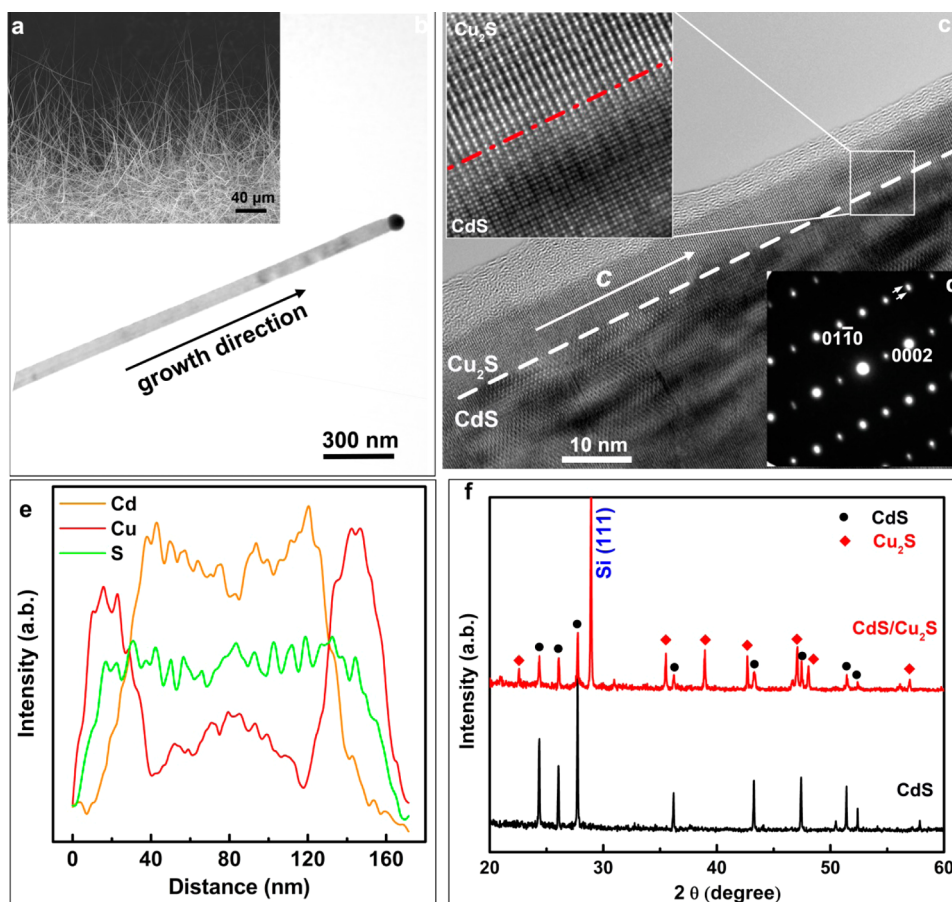 a
b
40 µm
growth direction
300 nm
c
Cu₂S
CdS
c
Cu₂S
CdS
10 nm
d
011̄0
0002
e
Cd
Cu
S
Intensity (a.b.)
0
40
80
120
160
Distance (nm)
f
CdS
Cu₂S
Si (111)
CdS/Cu₂S
CdS
Intensity (a.b.)
20
30
40
50
60
2 θ (degree)